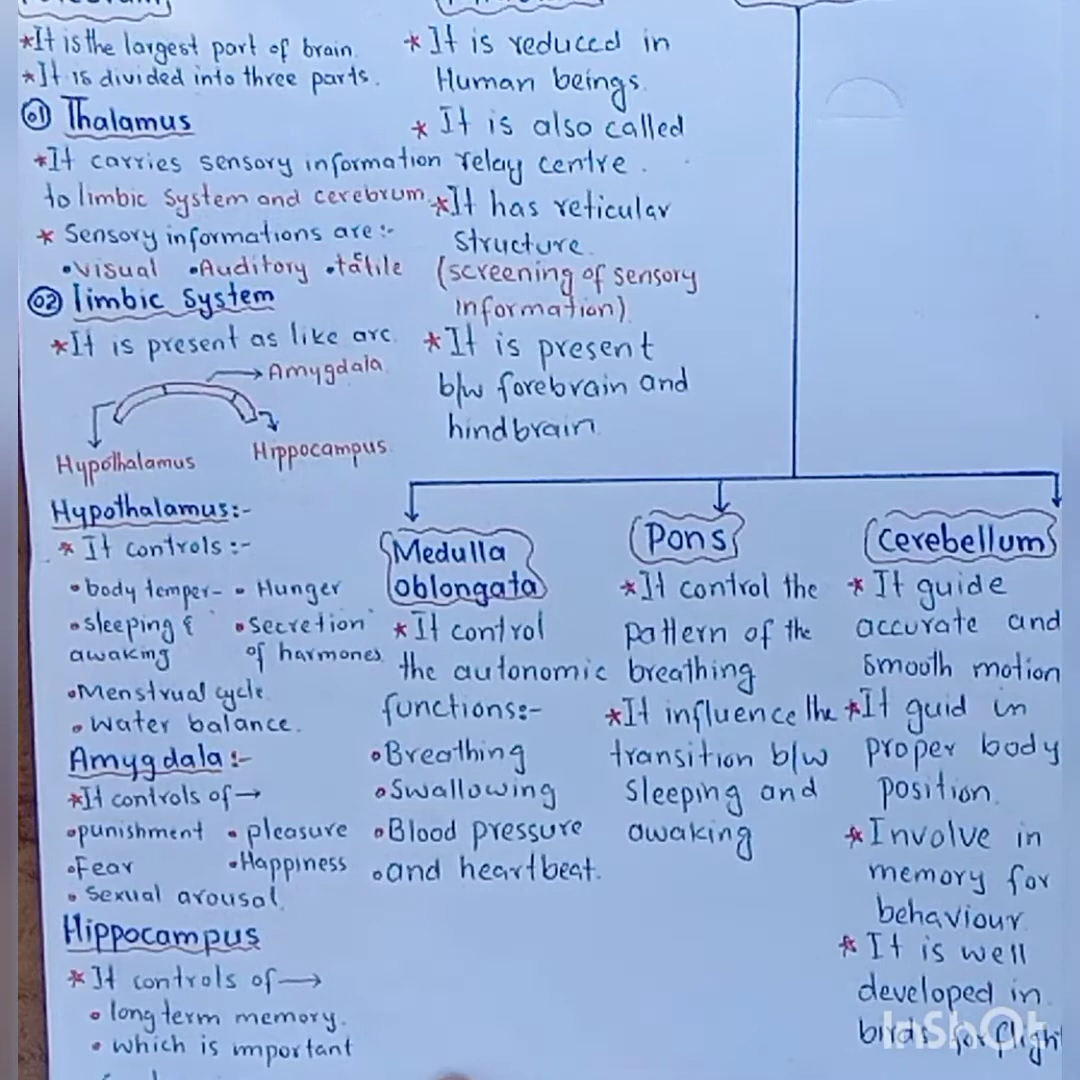 *It is the largest part of brain
*It is divided into three parts.
01 Thalamus
*It carries sensory information
to limbic system and cerebrum
* Sensory informations are:-
•Visual •Auditory •tactile
02 limbic system
*It is present as like arc.
Amygdala
Hypothalamus
Hippocampus
Hypothalamus:-
* It controls:-
•body temper- • Hunger
•sleeping & • secretion
awaking of harmones
•Menstrual cycle
• water balance.
Amygdala:-
*It controls of→
•punishment • pleasure
•Fear •Happiness
• sexual arousal.
Hippocampus
*It controls of→
• long term memory.
• which is important
* It is reduced in
Human beings.
* It is also called
relay centre.
*It has reticular
structure.
(screening of sensory
information)
*It is present
b/w forebrain and
hindbrain.
Medulla
oblongata
*It control
the autonomic
functions:-
•Breathing
•Swallowing
•Blood pressure
•and heartbeat.
Pons
*It control the
pattern of the
breathing
*It influence the
transition b/w
sleeping and
awaking
Cerebellum
* It guide
accurate and
smooth motion
*It guid in
proper body
position.
*Involve in
memory for
behaviour.
* It is well
developed in
birds for fligh
InShOt